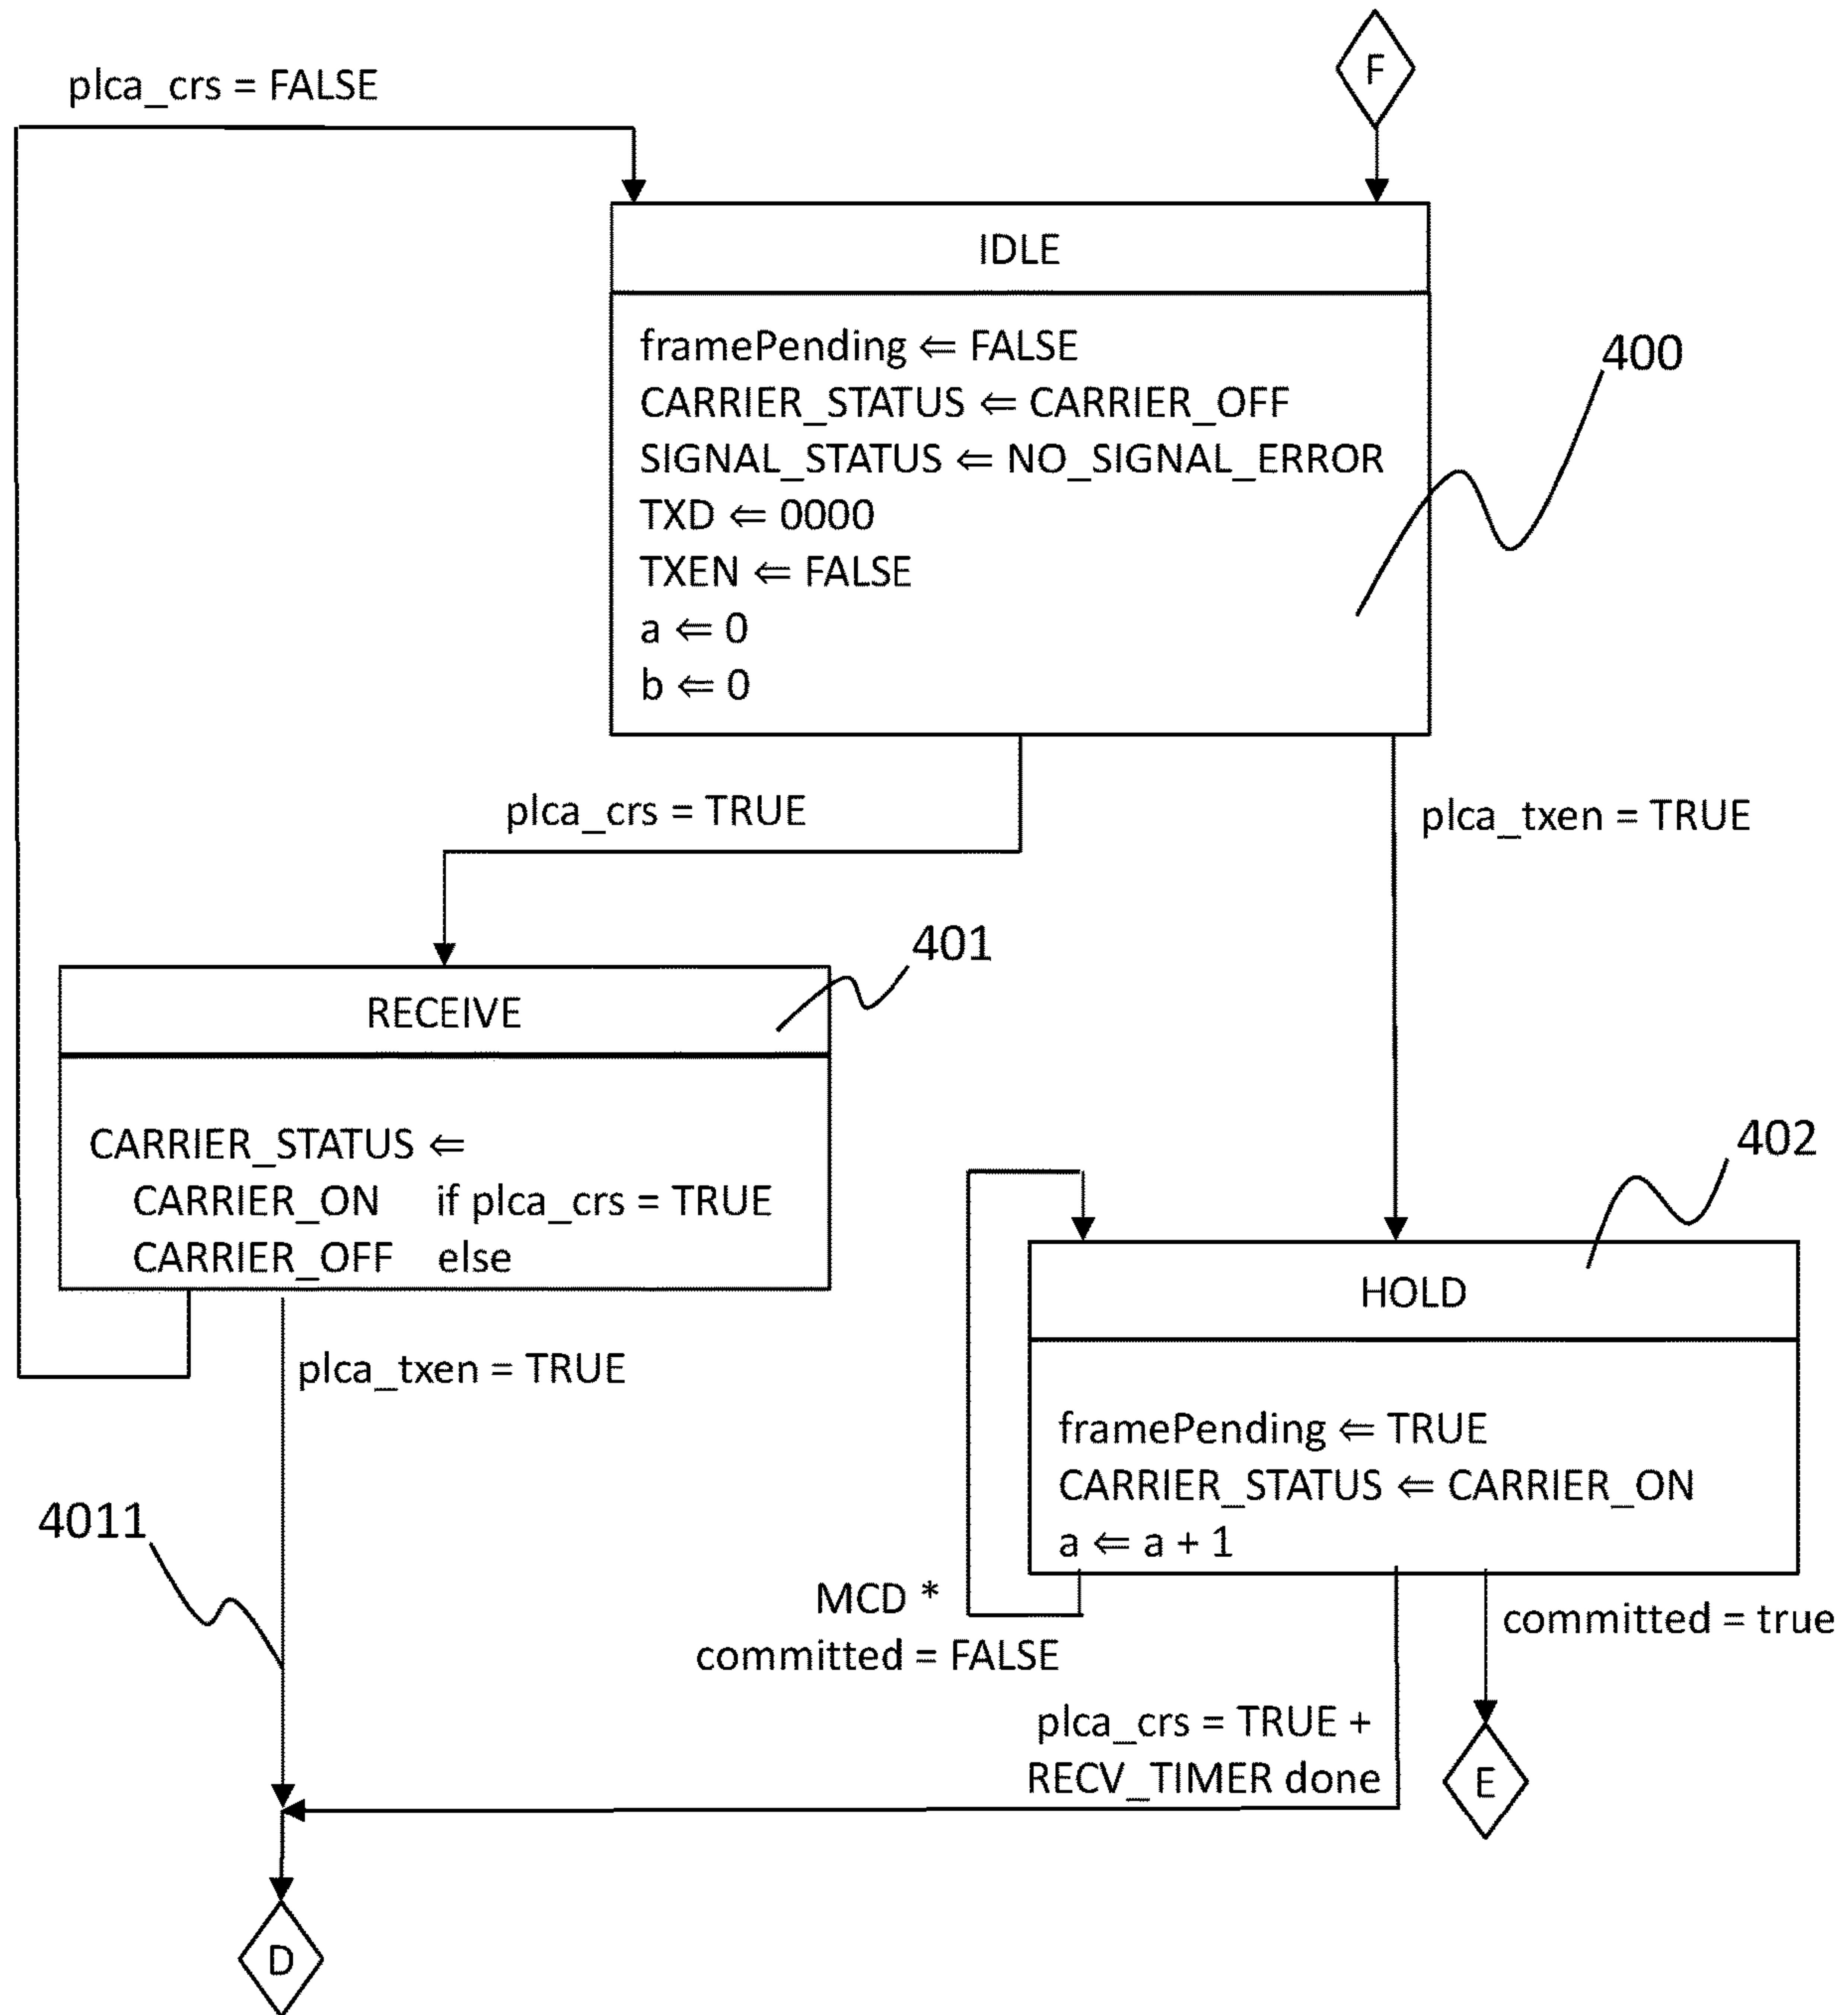 F
plca_crs = FALSE
IDLE
framePending ⇐ FALSE
CARRIER_STATUS ⇐ CARRIER_OFF
SIGNAL_STATUS ⇐ NO_SIGNAL_ERROR
TXD ⇐ 0000
TXEN ⇐ FALSE
a ⇐ 0
b ⇐ 0
400
plca_crs = TRUE
plca_txen = TRUE
401
RECEIVE
CARRIER_STATUS ⇐
CARRIER_ON if plca_crs = TRUE
CARRIER_OFF else
402
HOLD
framePending ⇐ TRUE
CARRIER_STATUS ⇐ CARRIER_ON
a ⇐ a + 1
plca_txen = TRUE
4011
MCD *
committed = FALSE
committed = true
plca_crs = TRUE +
RECV_TIMER done
E
D